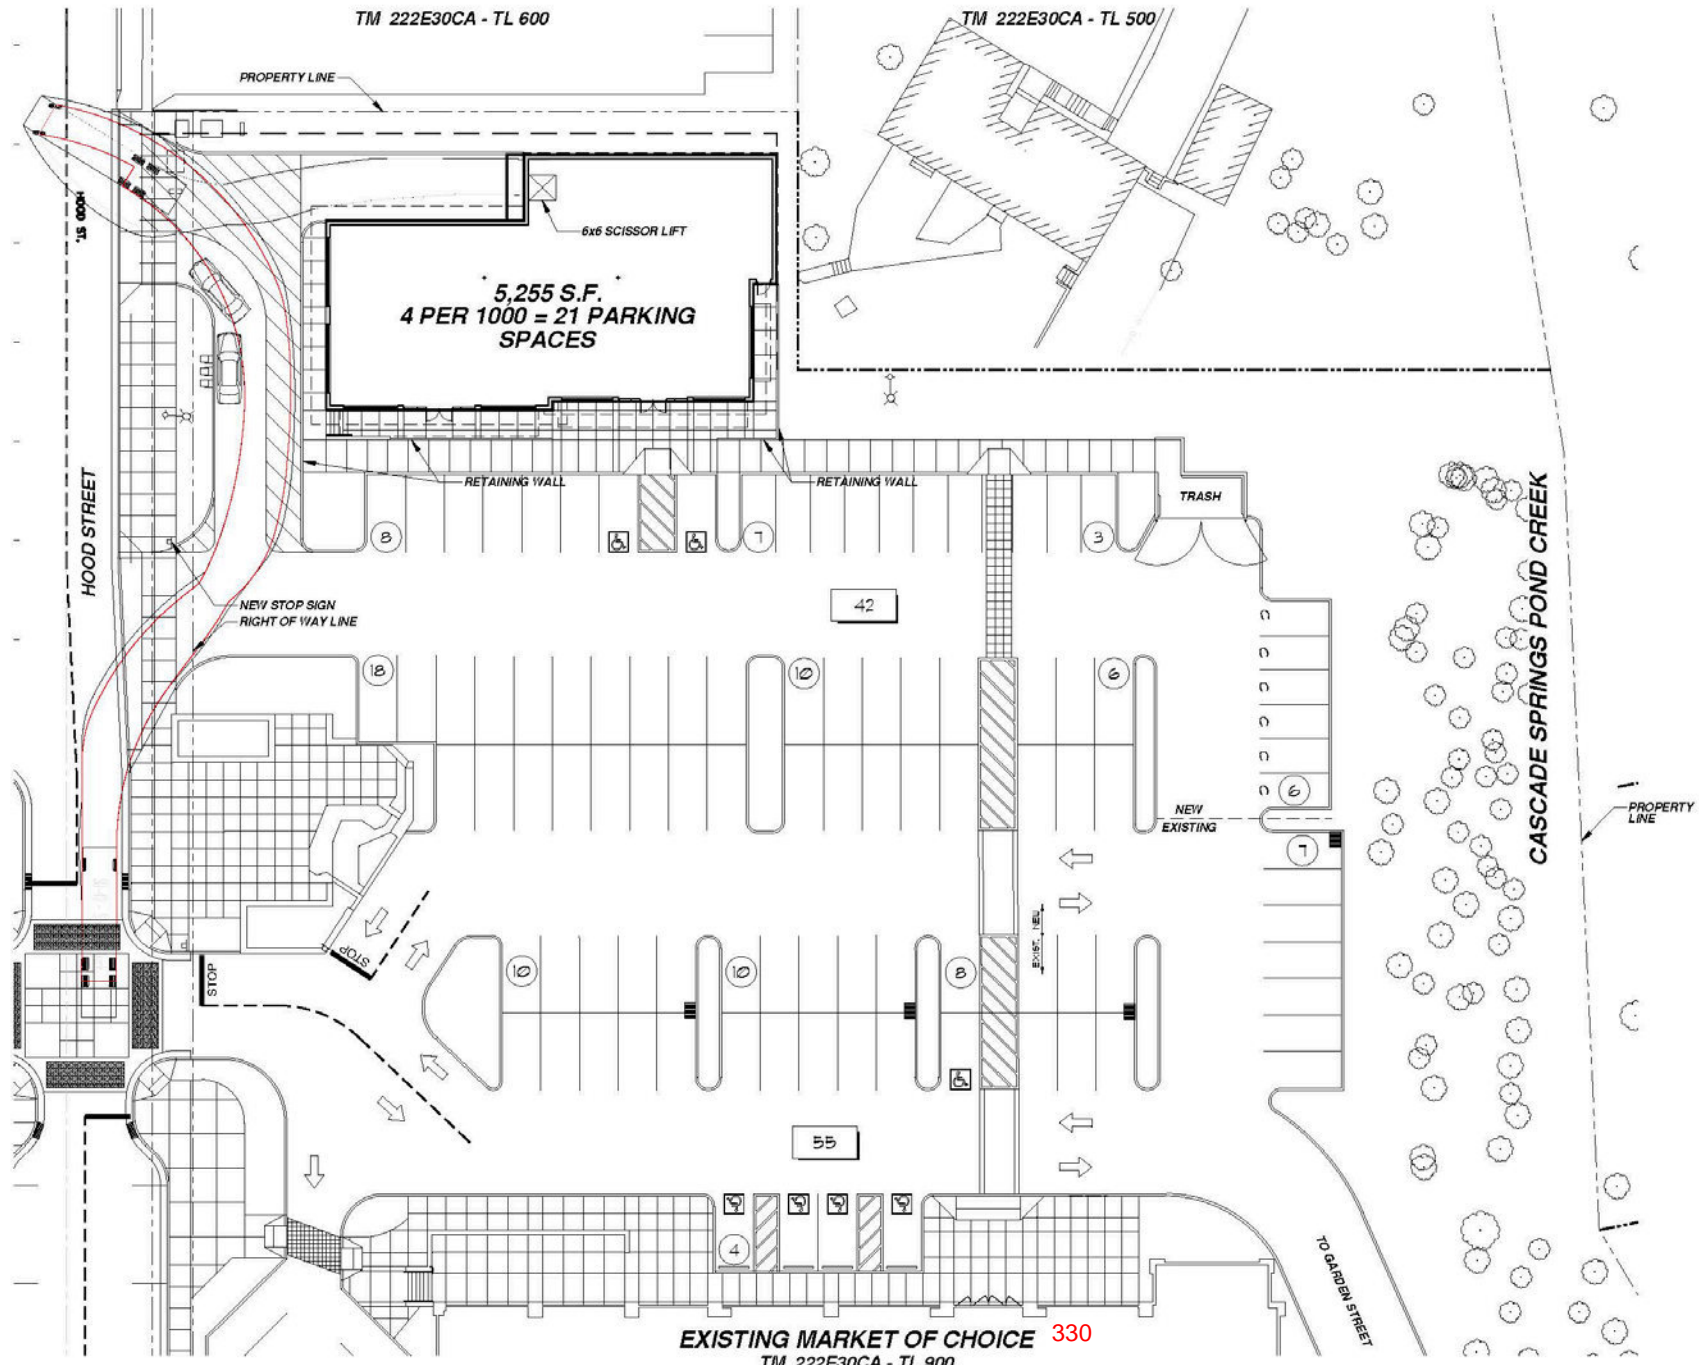 TM 222E30CA - TL 600
TM 222E30CA - TL 500
PROPERTY LINE
HOOD ST.
6x6 SCISSOR LIFT
5,255 S.F.
4 PER 1000 = 21 PARKING
SPACES
HOOD STREET
RETAINING WALL
RETAINING WALL
TRASH
8
7
3
NEW STOP SIGN
RIGHT OF WAY LINE
42
CASCADE SPRINGS POND CREEK
18
10
6
C
C
C
C
C
C
6
NEW
EXISTING
PROPERTY
LINE
7
STOP
STOP
10
10
8
EXIST. NEW
55
4
TO GARDEN STREET
EXISTING MARKET OF CHOICE
330
TM 222E30CA - TL 900